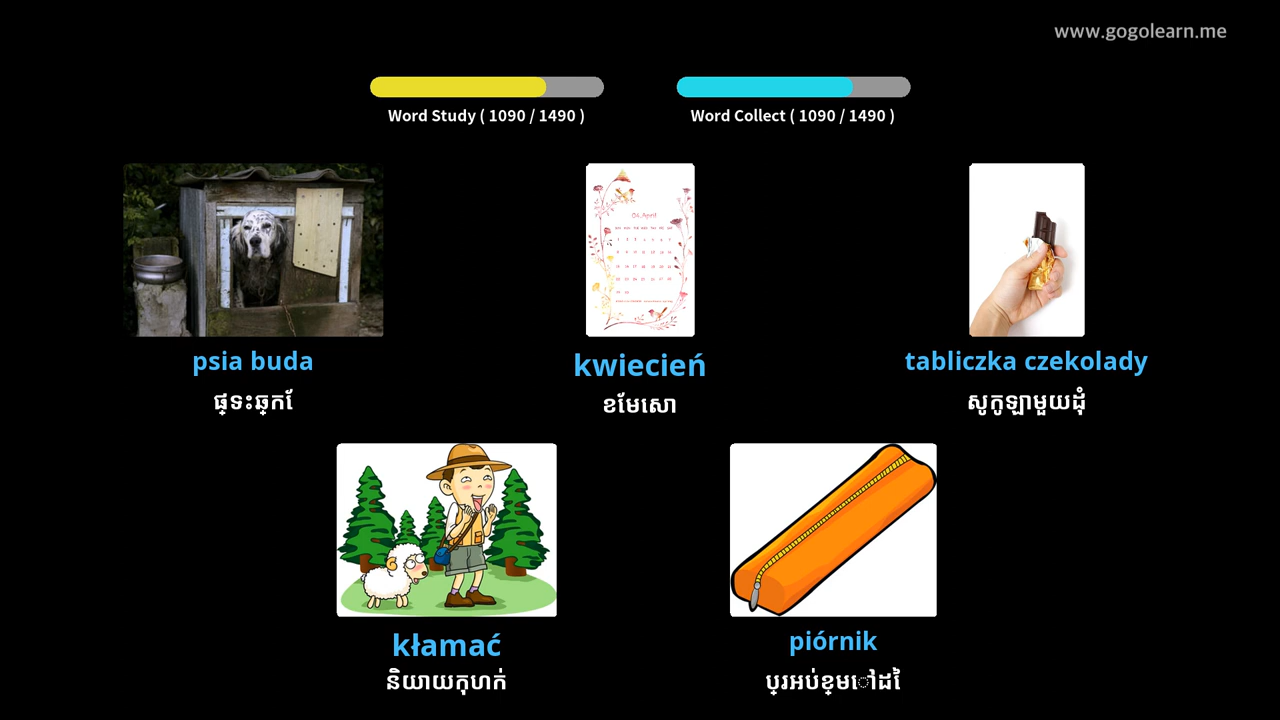 www.gogolearn.me
Word Study ( 1090 / 1490 )
Word Collect ( 1090 / 1490 )
psia buda
ផ្ទះឆ្កែ
kwiecień
ខែមេសា
tabliczka czekolady
សូកូឡាមួយដុំ
04. April
kłamać
និយាយកុហក់
piórnik
ប្រអប់ខ្មៅដៃ